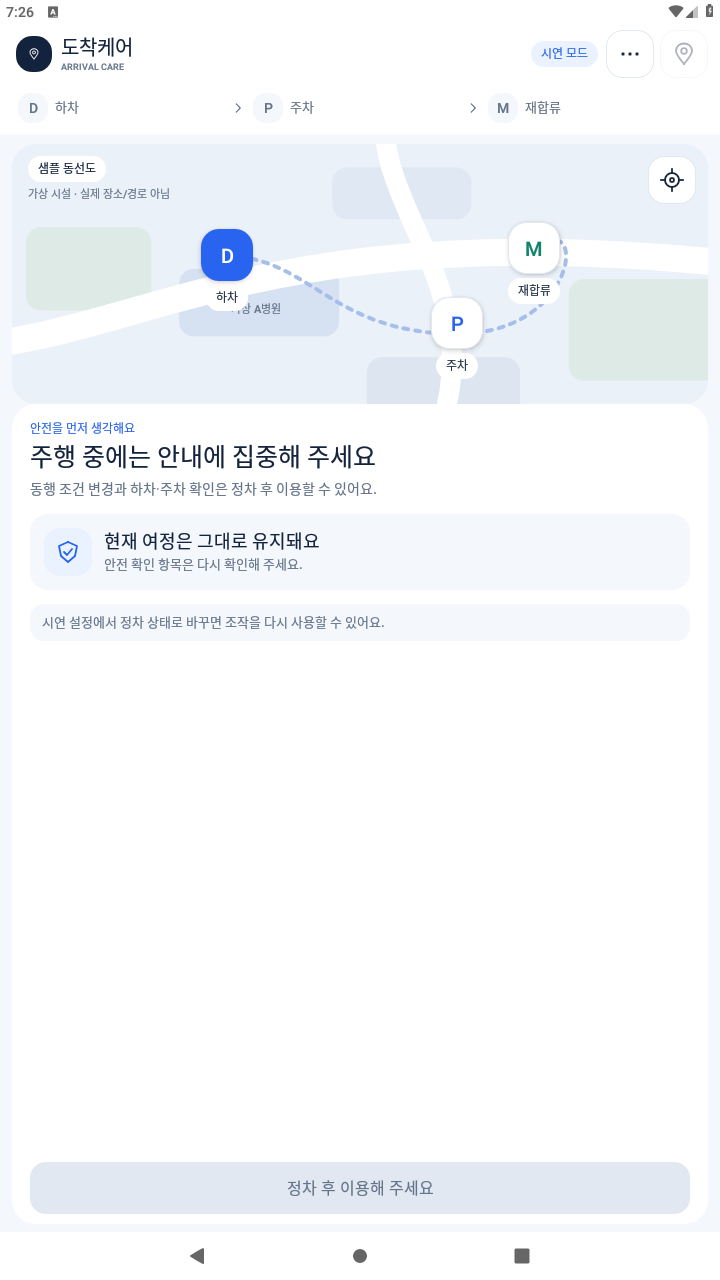 7:26
도착케어
ARRIVAL CARE
시연 모드
D 하차
P 주차
M 재합류
샘플 동선도
가상 시설 · 실제 장소/경로 아님
D
하차
A병원
M
재합류
P
주차
안전을 먼저 생각해요
주행 중에는 안내에 집중해 주세요
동행 조건 변경과 하차·주차 확인은 정차 후 이용할 수 있어요.
현재 여정은 그대로 유지돼요
안전 확인 항목은 다시 확인해 주세요.
시연 설정에서 정차 상태로 바꾸면 조작을 다시 사용할 수 있어요.
정차 후 이용해 주세요